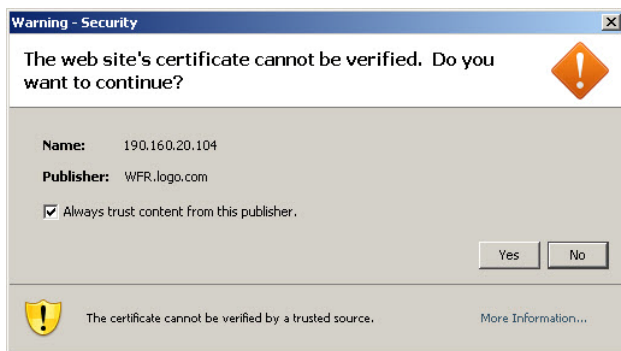 Warning - Security
The web site's certificate cannot be verified. Do you
want to continue?
Name: 190.160.20.104
Publisher: WFR.logo.com
Always trust content from this publisher.
Yes No
The certificate cannot be verified by a trusted source. More Information...